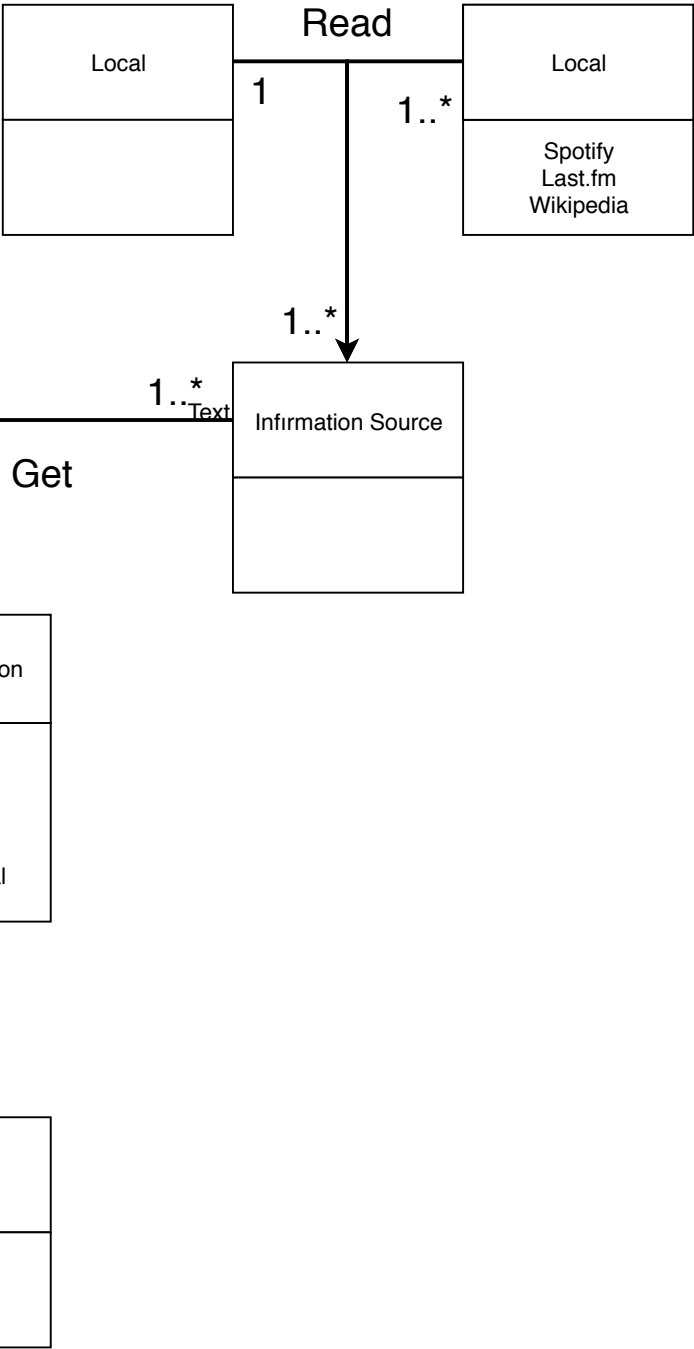 Read
Local
Local
1
1..*
Spotify
Last.fm
Wikipedia
1..*
1..*
Text
Infırmation Source
Get
on